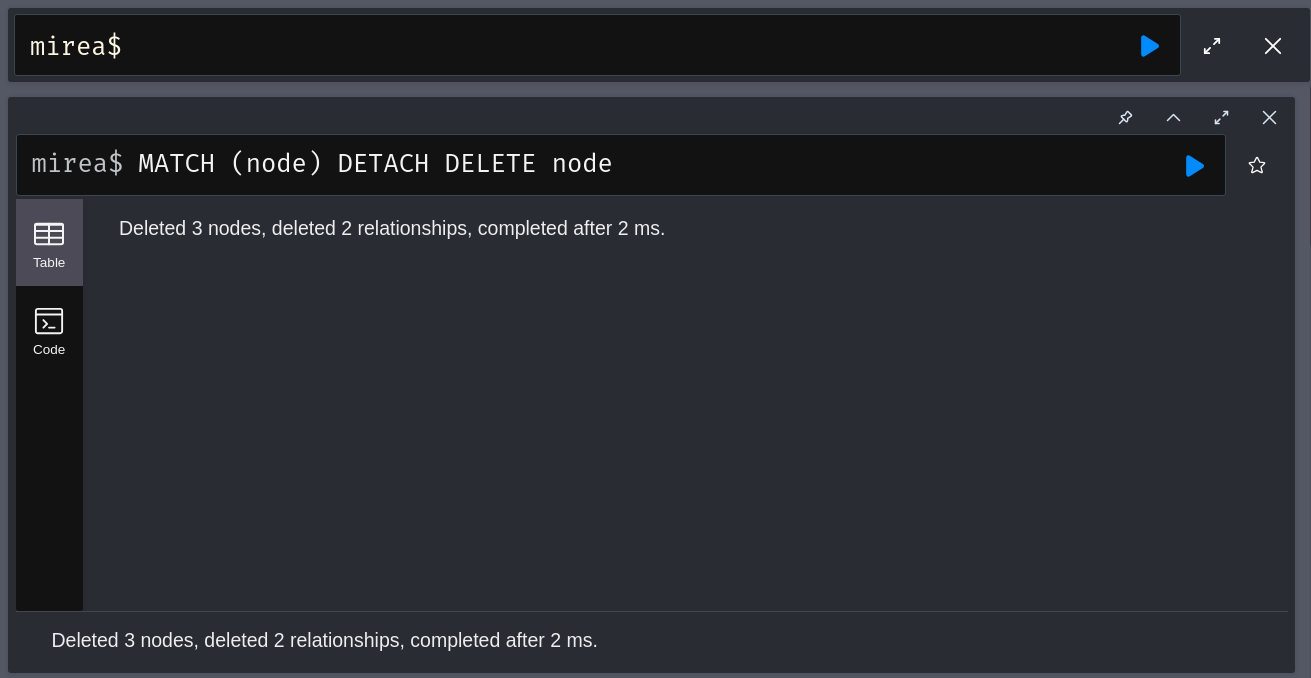 mirea$
mirea$ MATCH (node) DETACH DELETE node
Deleted 3 nodes, deleted 2 relationships, completed after 2 ms.
Table
Code
Deleted 3 nodes, deleted 2 relationships, completed after 2 ms.